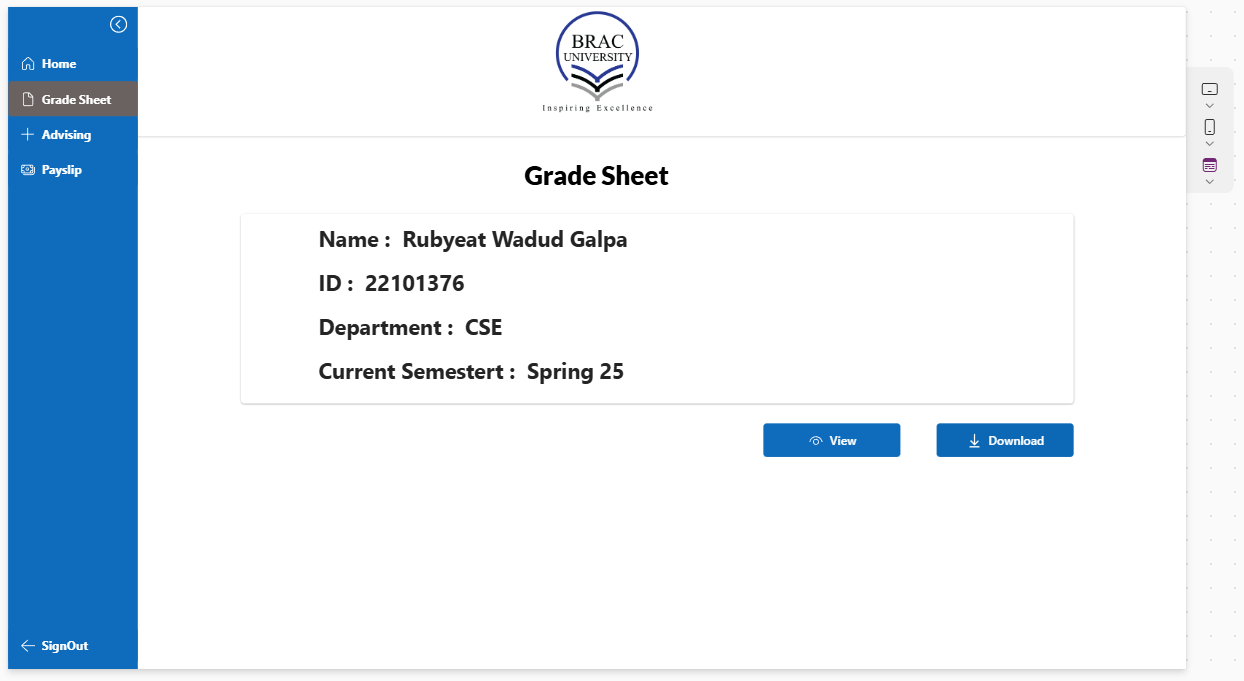 Home
Grade Sheet
Advising
Payslip
SignOut
BRAC
UNIVERSITY
Inspiring Excellence
Grade Sheet
Name : Rubyeat Wadud Galpa
ID : 22101376
Department : CSE
Current Semestert : Spring 25
View
Download